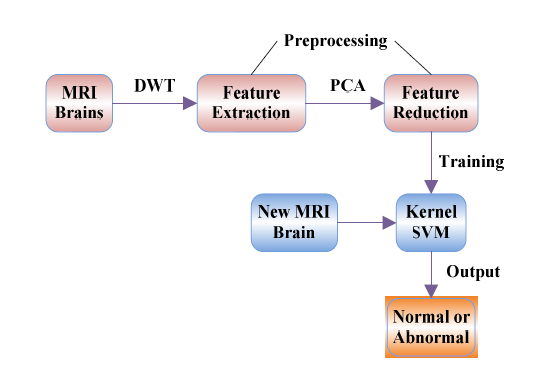 Preprocessing
MRI
Brains
DWT
Feature
Extraction
PCA
Feature
Reduction
Training
New MRI
Brain
Kernel
SVM
Output
Normal or
Abnormal